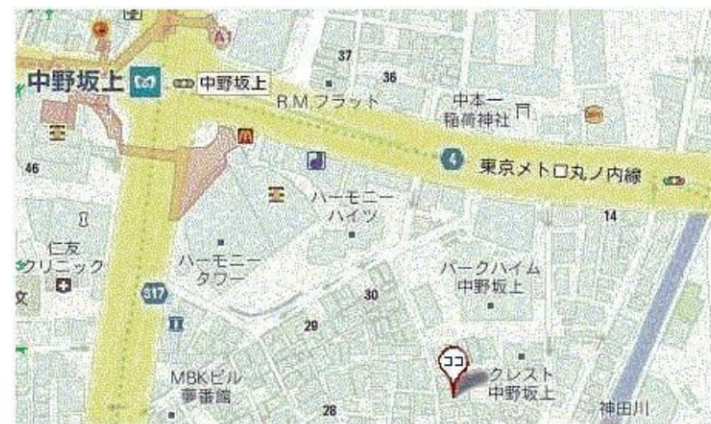 A1
37
36
中野坂上
中野坂上
R.M.フラット
中本一
稲荷神社
4
東京メトロ丸ノ内線
46
ハーモニー
ハイツ
14
仁友
クリニック
ハーモニー
タワー
パークハイム
中野坂上
文
317
30
29
ココ
クレスト
中野坂上
MBKビル
夢番館
28
神田川